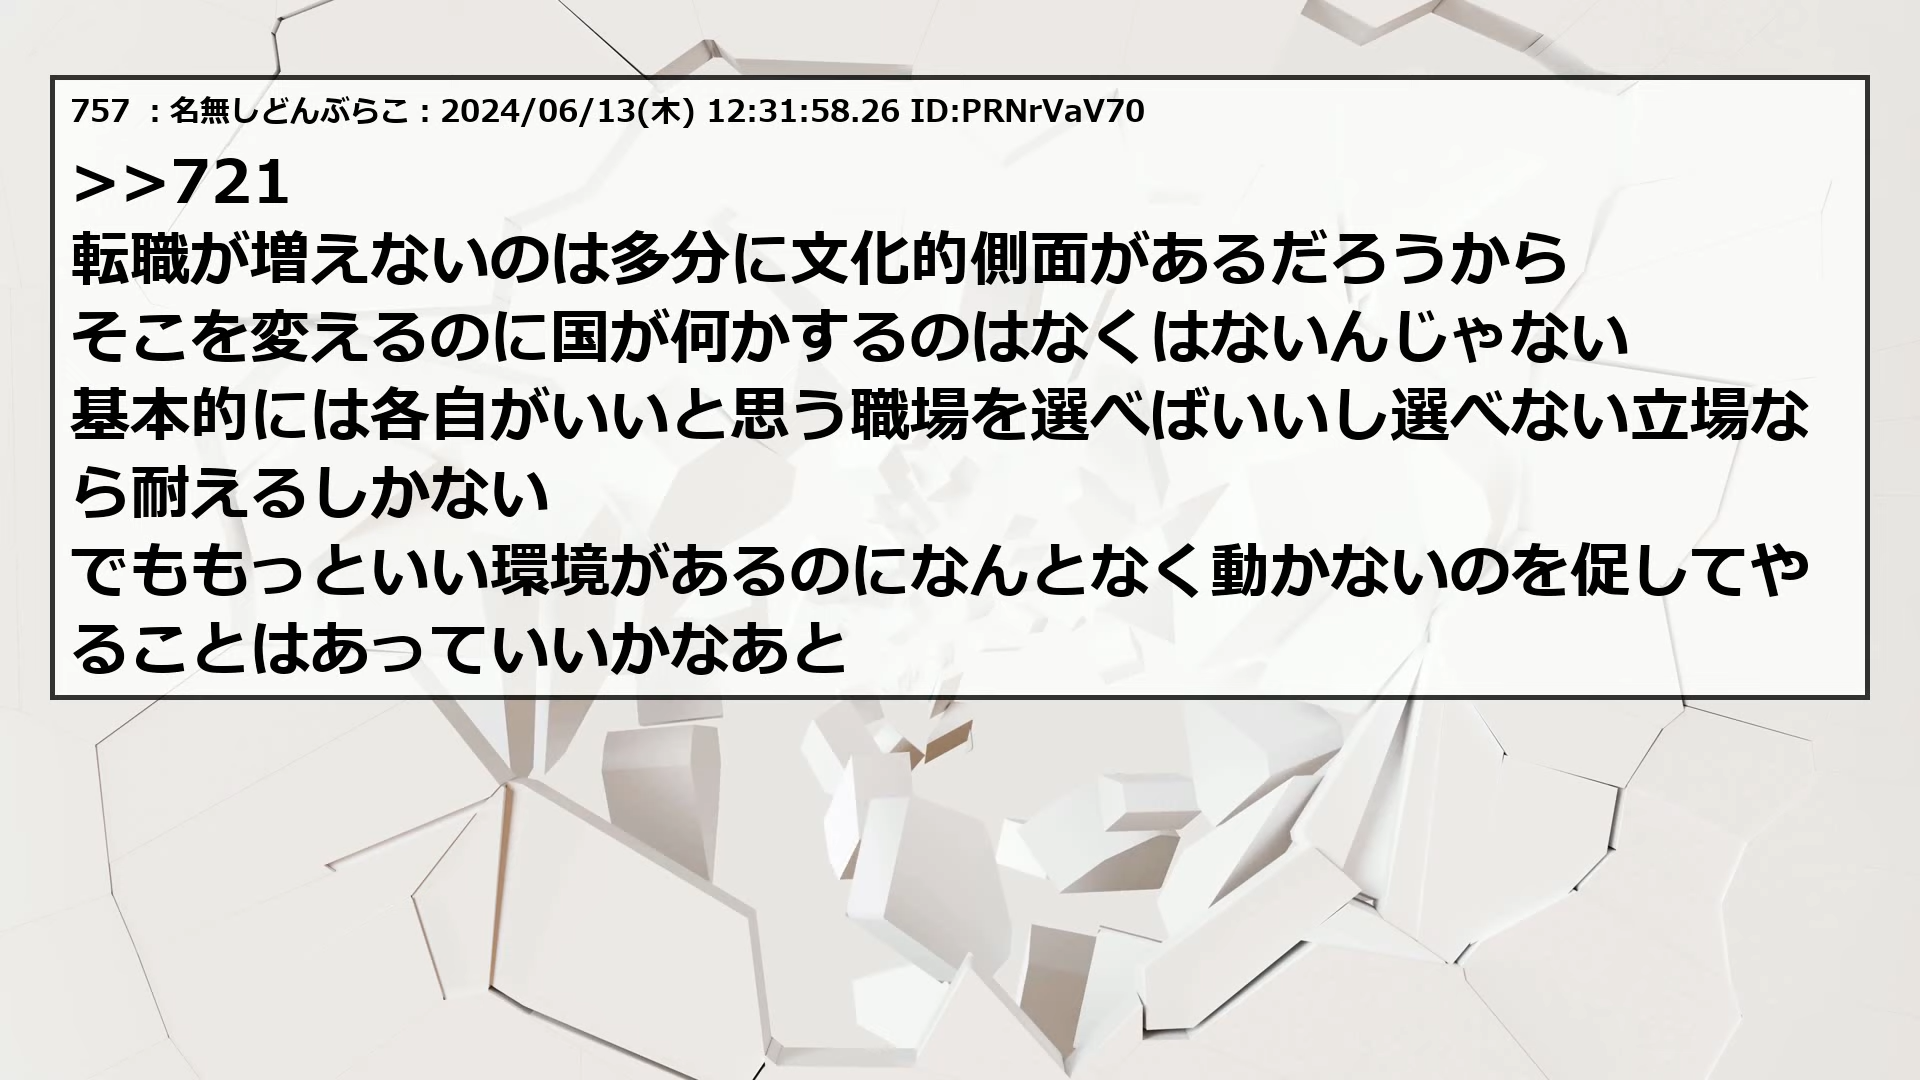 757 ：名無しどんぶらこ：2024/06/13(木) 12:31:58.26 ID:PRNrVaV70
>>721
転職が増えないのは多分に文化的側面があるだろうから
そこを変えるのに国が何かするのはなくはないんじゃない
基本的には各自がいいと思う職場を選べばいいし選べない立場な
ら耐えるしかない
でももっといい環境があるのになんとなく動かないのを促してや
ることはあっていいかなあと